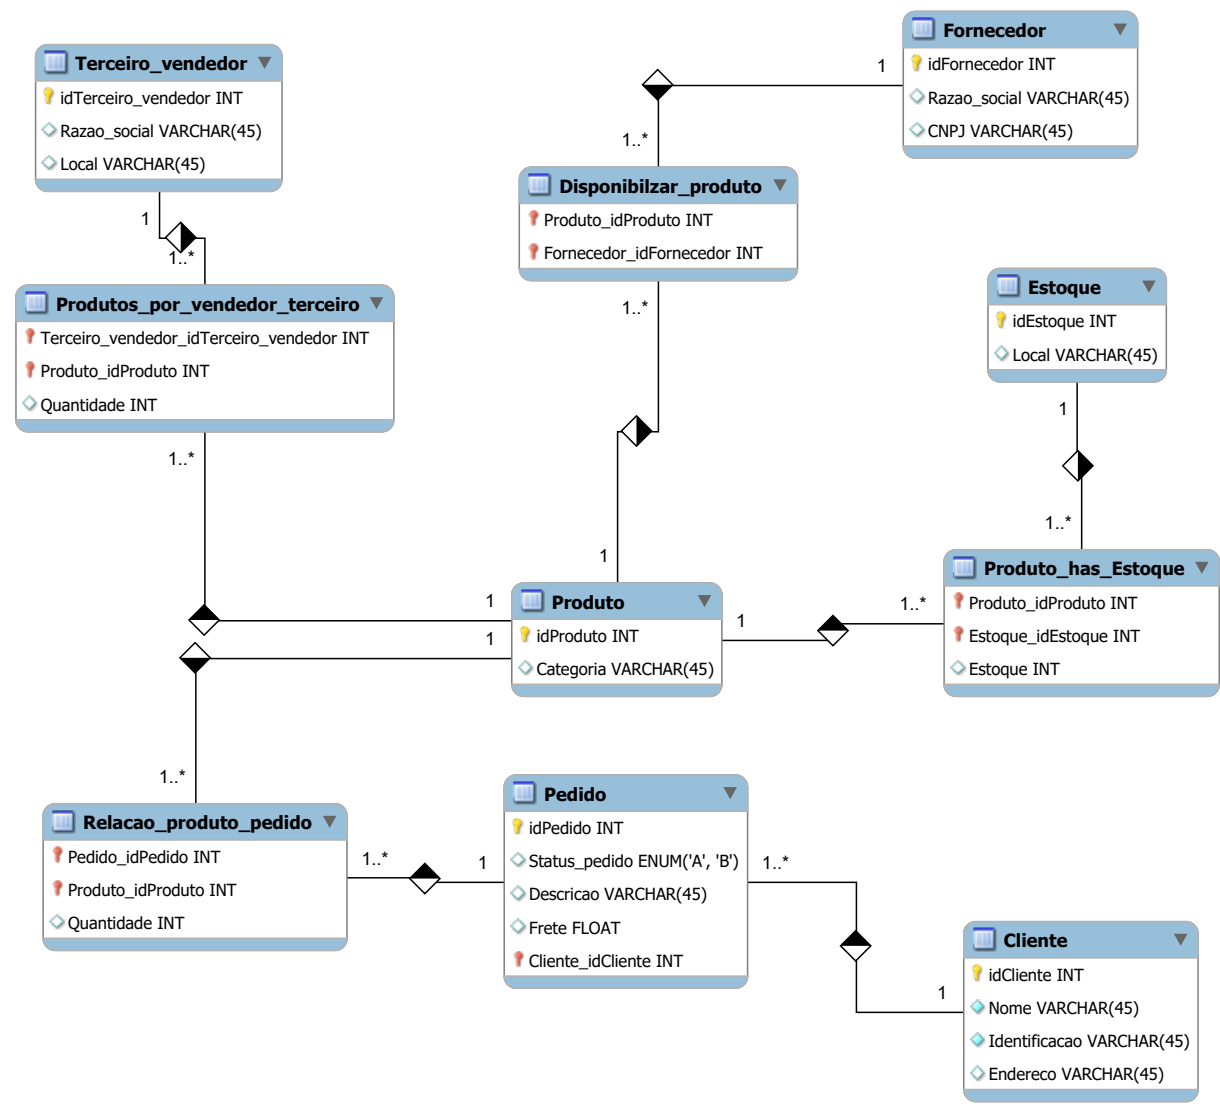 Terceiro_vendedor
idTerceiro_vendedor INT
Razao_social VARCHAR(45)
Local VARCHAR(45)
1
1..*
Produtos_por_vendedor_terceiro
Terceiro_vendedor_idTerceiro_vendedor INT
Produto_idProduto INT
Quantidade INT
1..*
1
Fornecedor
idFornecedor INT
Razao_social VARCHAR(45)
CNPJ VARCHAR(45)
1
1..*
Disponibilzar_produto
Produto_idProduto INT
Fornecedor_idFornecedor INT
1..*
1
Estoque
idEstoque INT
Local VARCHAR(45)
1
1..*
Produto_has_Estoque
Produto_idProduto INT
Estoque_idEstoque INT
Estoque INT
1..*
1
Produto
idProduto INT
Categoria VARCHAR(45)
1
1..*
Relacao_produto_pedido
Pedido_idPedido INT
Produto_idProduto INT
Quantidade INT
1..*
1
Pedido
idPedido INT
Status_pedido ENUM('A', 'B')
Descricao VARCHAR(45)
Frete FLOAT
Cliente_idCliente INT
1..*
1
Cliente
idCliente INT
Nome VARCHAR(45)
Identificacao VARCHAR(45)
Endereco VARCHAR(45)